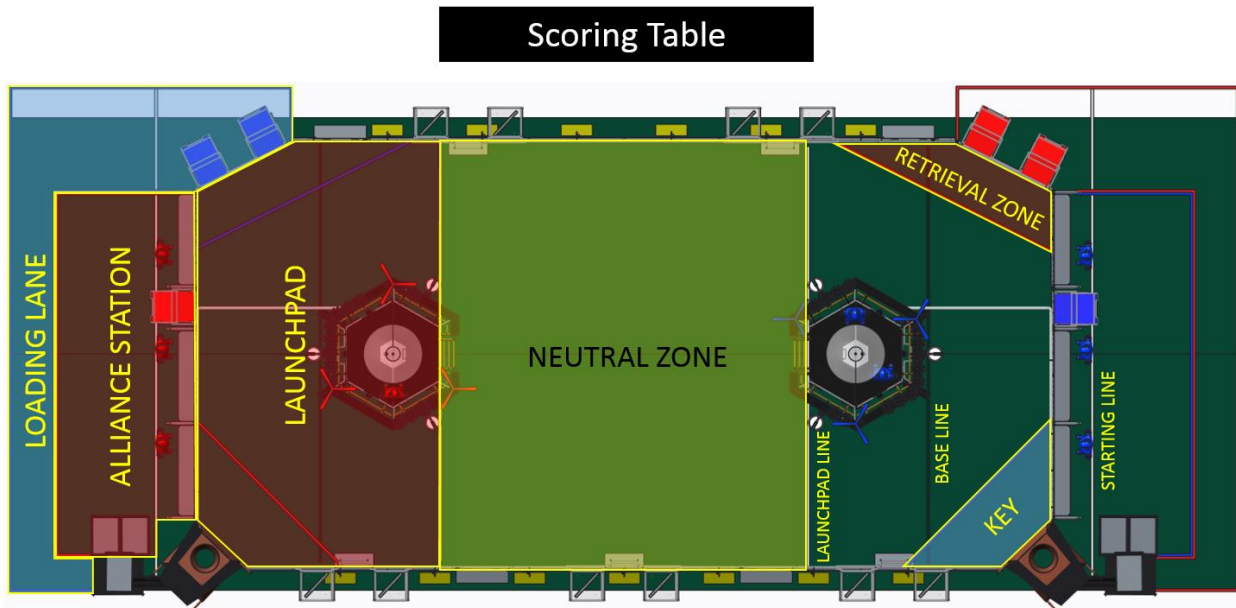 Scoring Table
LOADING LANE
ALLIANCE STATION
LAUNCHPAD
NEUTRAL ZONE
RETRIEVAL ZONE
LAUNCHPAD LINE
BASE LINE
KEY
STARTING LINE